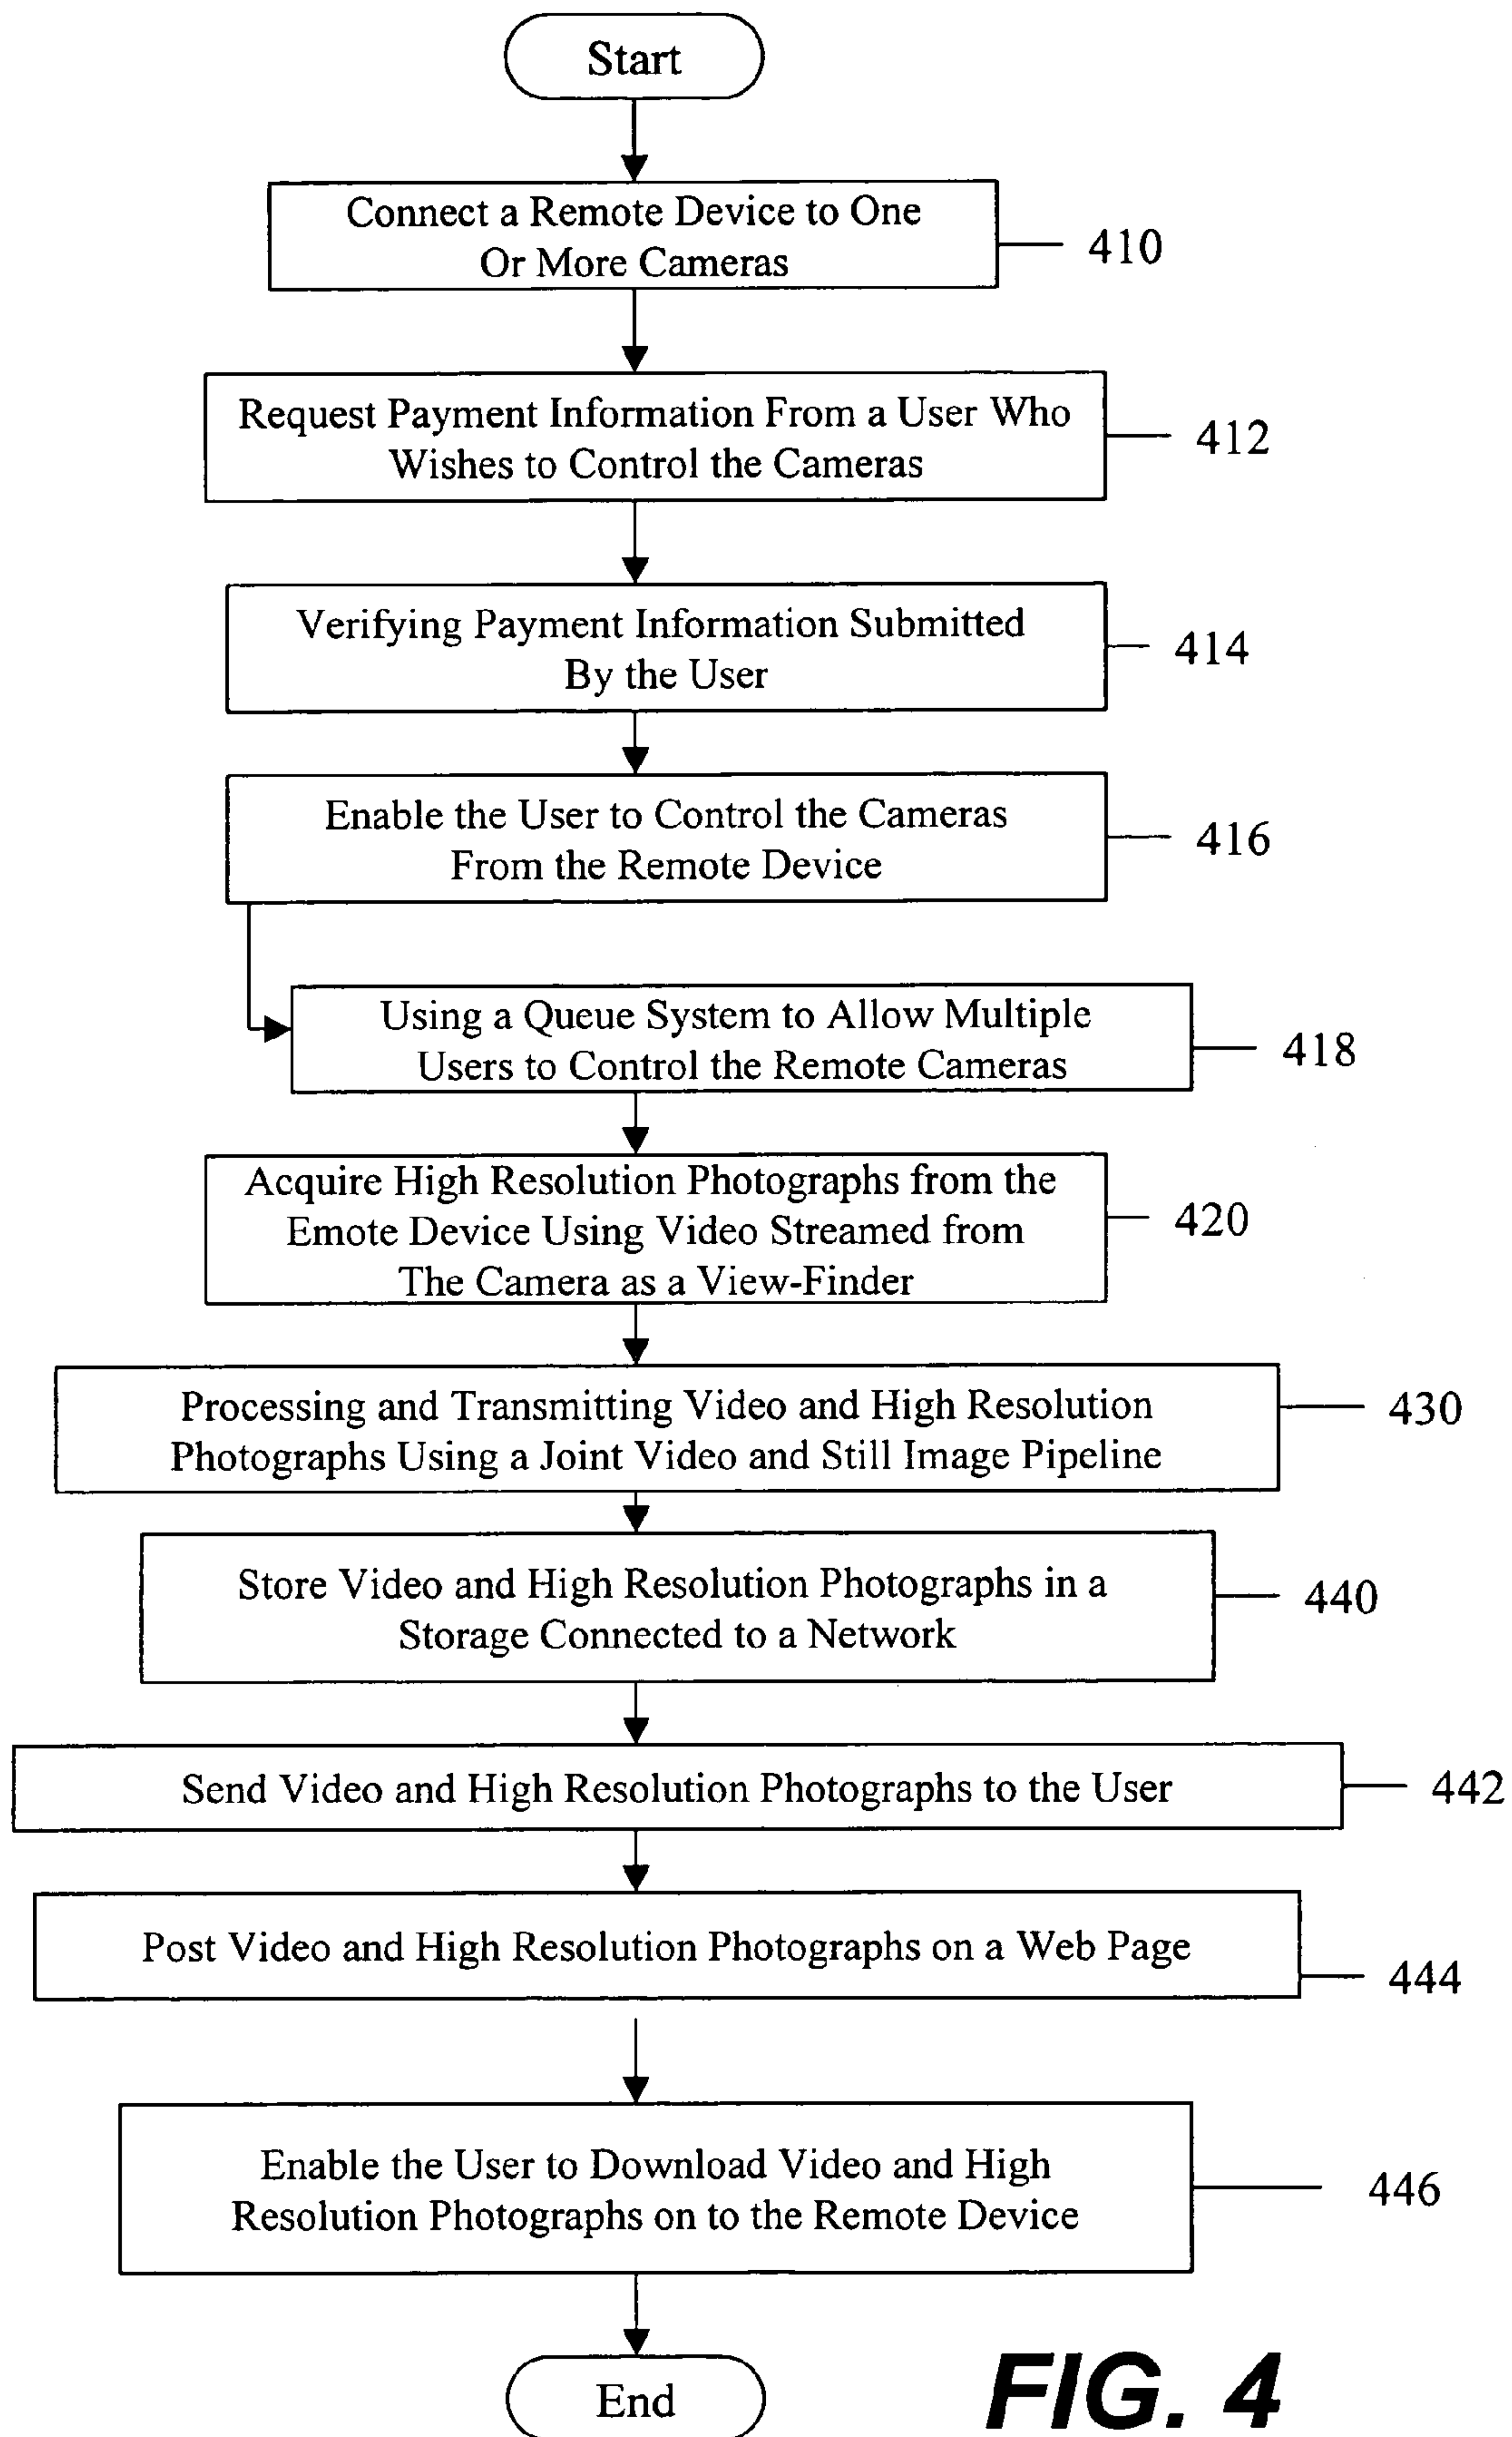 Start
Connect a Remote Device to One
Or More Cameras
410
Request Payment Information From a User Who
Wishes to Control the Cameras
412
Verifying Payment Information Submitted
By the User
414
Enable the User to Control the Cameras
From the Remote Device
416
Using a Queue System to Allow Multiple
Users to Control the Remote Cameras
418
Acquire High Resolution Photographs from the
Emote Device Using Video Streamed from
The Camera as a View-Finder
420
Processing and Transmitting Video and High Resolution
Photographs Using a Joint Video and Still Image Pipeline
430
Store Video and High Resolution Photographs in a
Storage Connected to a Network
440
Send Video and High Resolution Photographs to the User
442
Post Video and High Resolution Photographs on a Web Page
444
Enable the User to Download Video and High
Resolution Photographs on to the Remote Device
446
End
FIG. 4